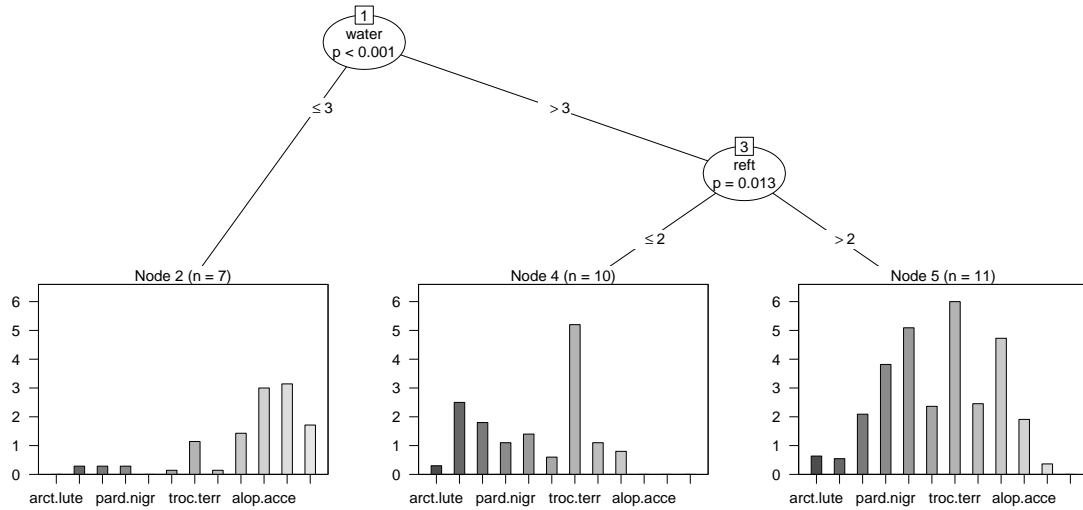 1
water
p < 0.001
≤ 3
> 3
3
reft
p = 0.013
≤ 2
> 2
Node 2 (n = 7)
6
5
4
3
2
1
0
arct.lute pard.nigr troc.terr alop.acce
Node 4 (n = 10)
6
5
4
3
2
1
0
arct.lute pard.nigr troc.terr alop.acce
Node 5 (n = 11)
6
5
4
3
2
1
0
arct.lute pard.nigr troc.terr alop.acce